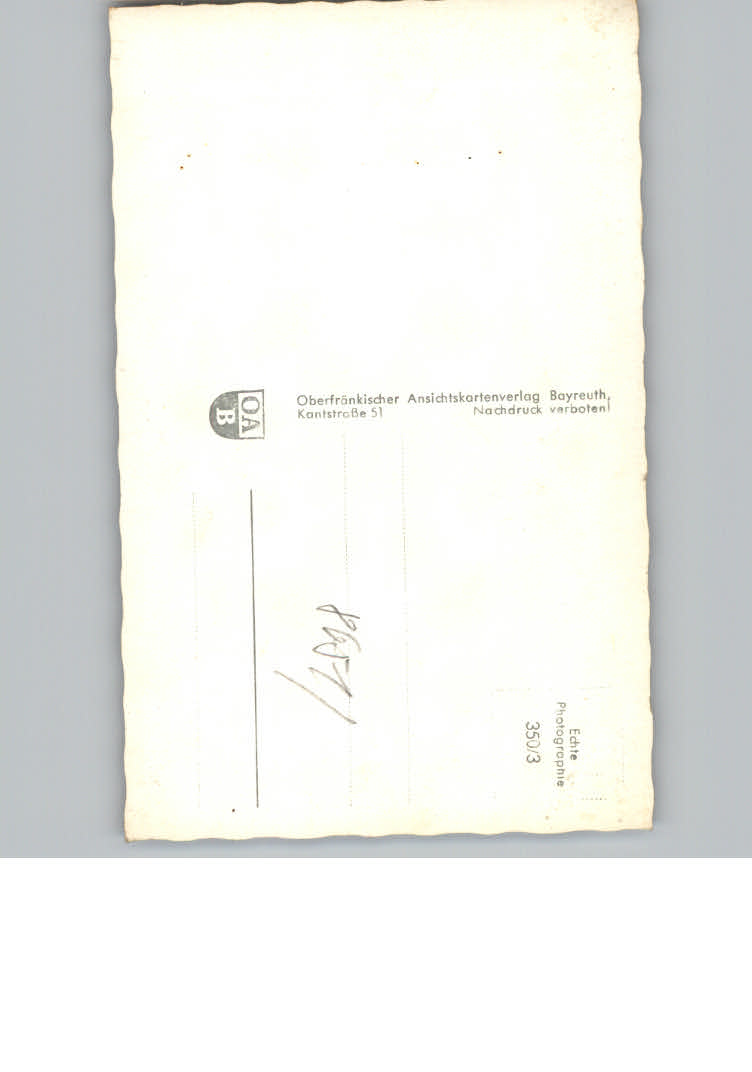 OA
B
Oberfränkischer Ansichtskartenverlag Bayreuth,
Kantstraße 51 Nachdruck verboten!
Echte
Photographie
350/3